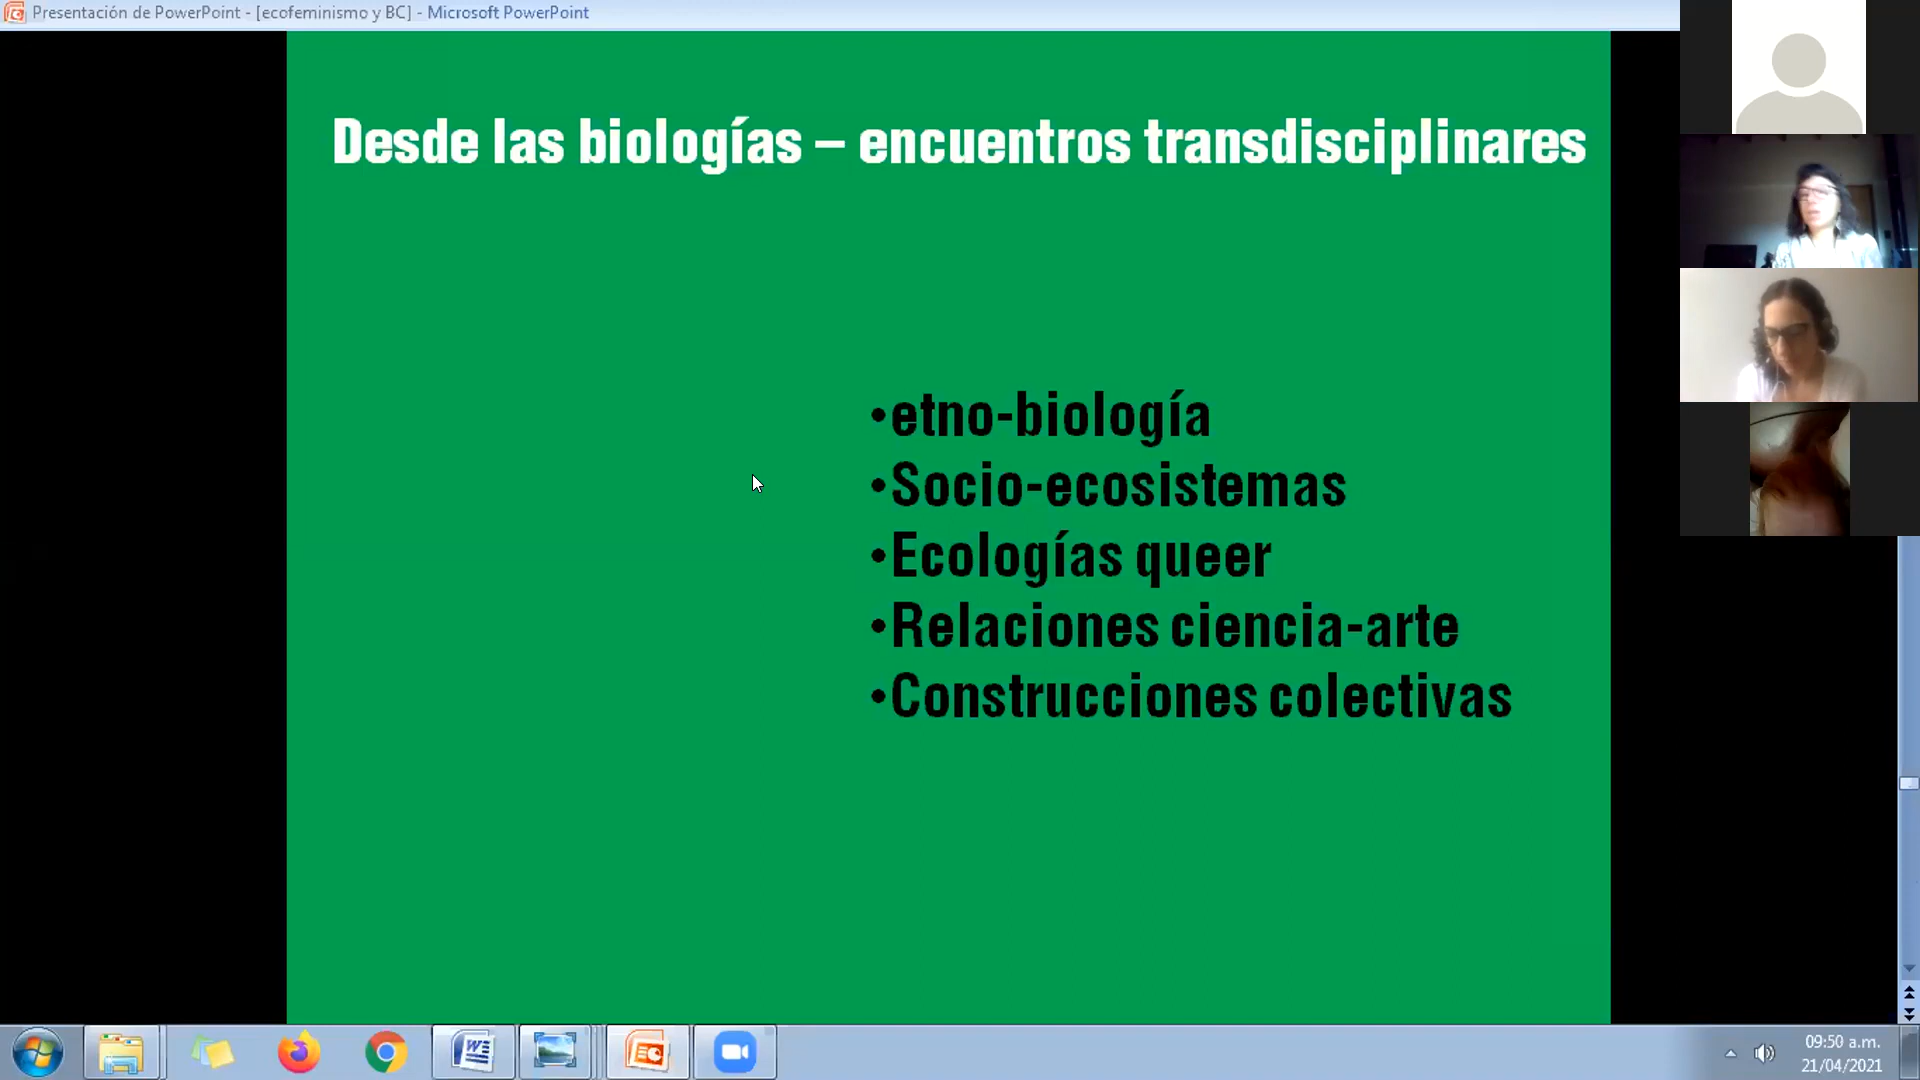 Presentación de PowerPoint - [ecofeminismo y BC] - Microsoft PowerPoint
Desde las biologías – encuentros transdisciplinares
•etno-biología
•Socio-ecosistemas
•Ecologías queer
•Relaciones ciencia-arte
•Construcciones colectivas
09:50 a.m.
21/04/2021